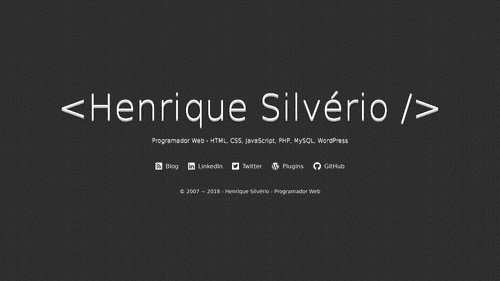 <Henrique Silvério />
Programador Web - HTML, CSS, JavaScript, PHP, MySQL, WordPress
Blog LinkedIn Twitter Plugins GitHub
© 2007 ~ 2018 - Henrique Silvério - Programador Web